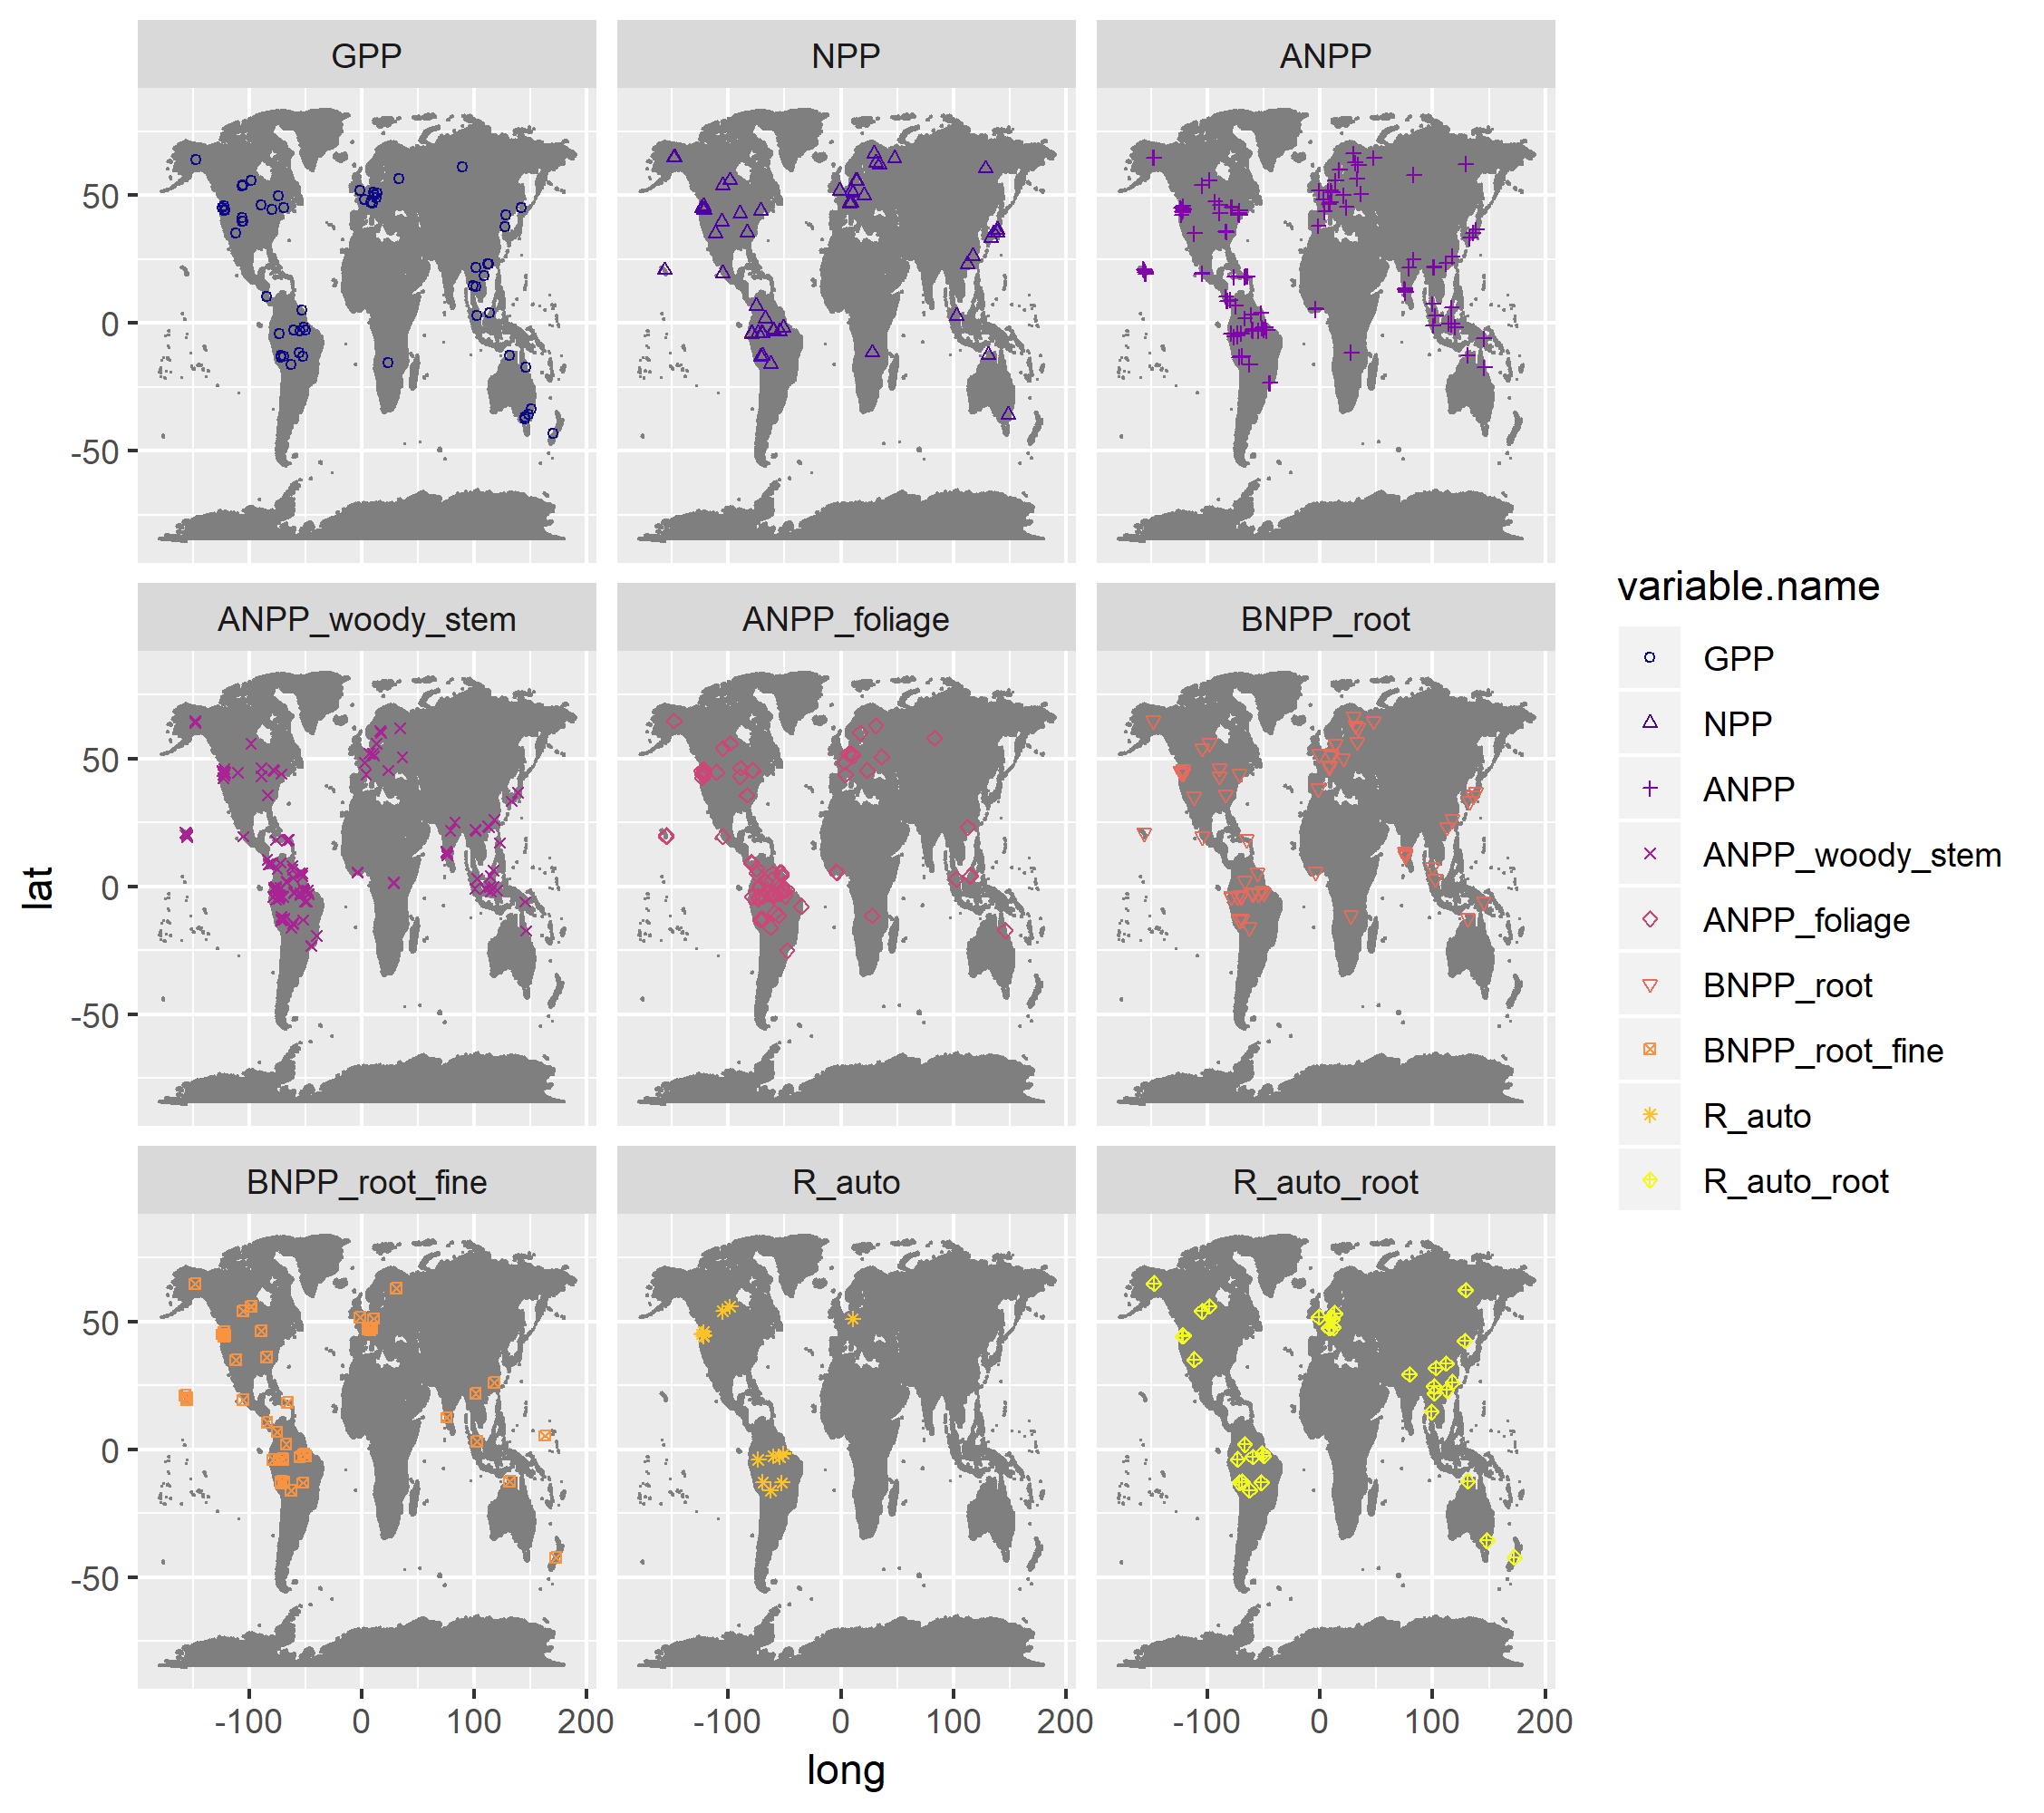 GPP NPP ANPP
50
0
-50
variable.name
ANPP_woody_stem ANPP_foliage BNPP_root
GPP
NPP
50
ANPP
ANPP_woody_stem
lat
0
ANPP_foliage
BNPP_root
-50
BNPP_root_fine
R_auto
BNPP_root_fine R_auto R_auto_root
R_auto_root
50
0
-50
-100 0 100 200 -100 0 100 200 -100 0 100 200
long